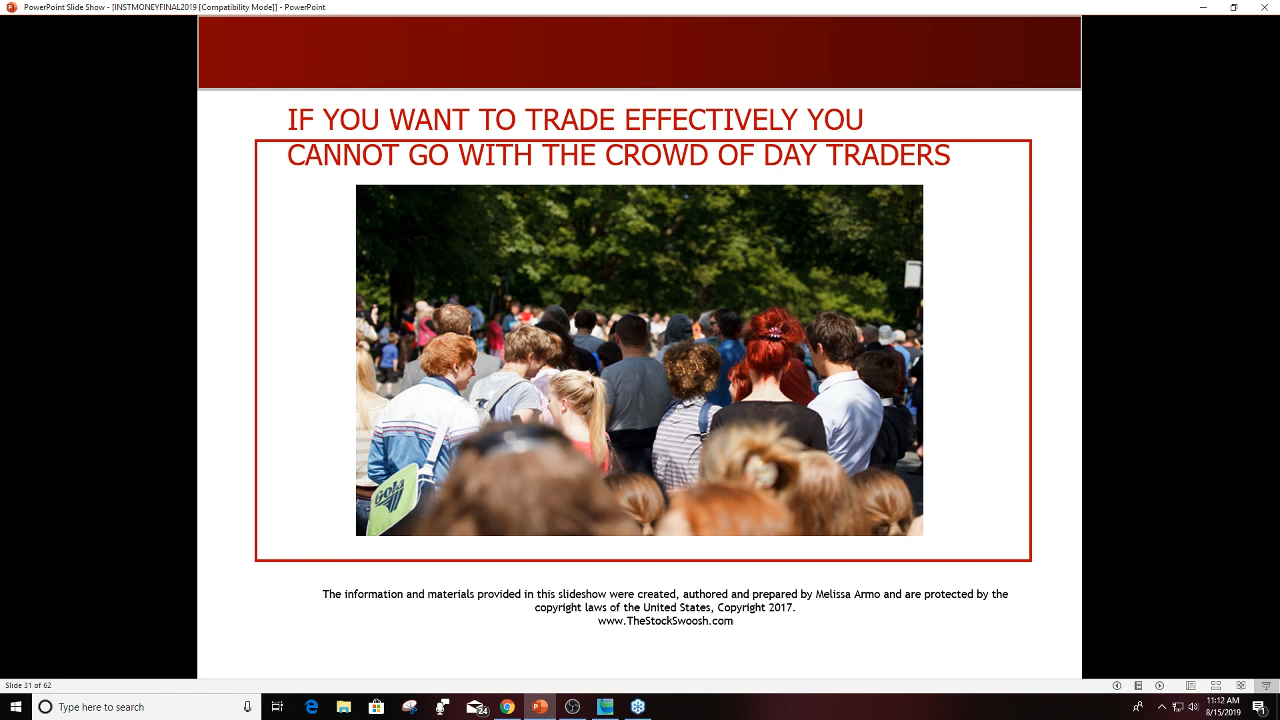 PowerPoint Slide Show - [INSTMONEYFINAL2019 [Compatibility Mode]] - PowerPoint
IF YOU WANT TO TRADE EFFECTIVELY YOU
CANNOT GO WITH THE CROWD OF DAY TRADERS
Gola
The information and materials provided in this slideshow were created, authored and prepared by Melissa Armo and are protected by the
copyright laws of the United States, Copyright 2017.
www.TheStockSwoosh.com
Slide 31 of 62
Type here to search
24
11:12 AM
8/15/2019
1